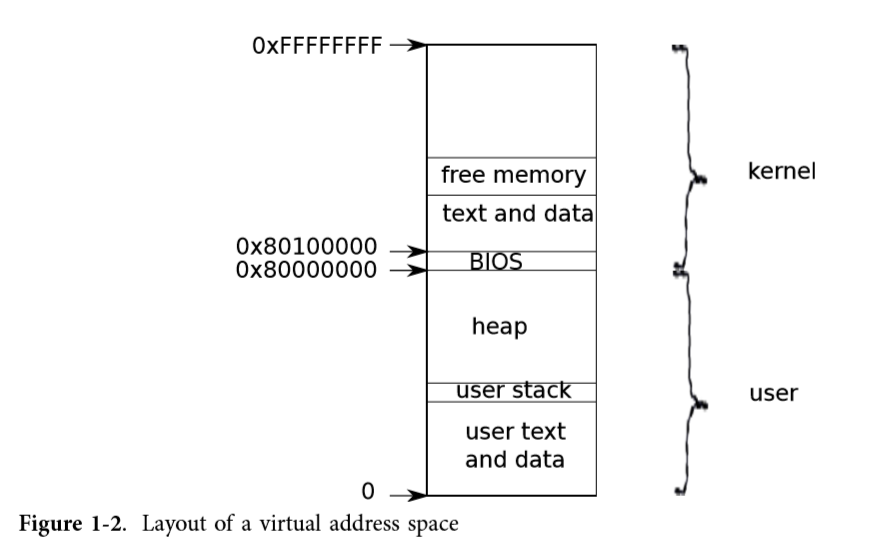 0xFFFFFFFF
kernel
free memory
text and data
0x80100000
BIOS
0x80000000
heap
user stack
user
user text
and data
0
Figure 1-2. Layout of a virtual address space